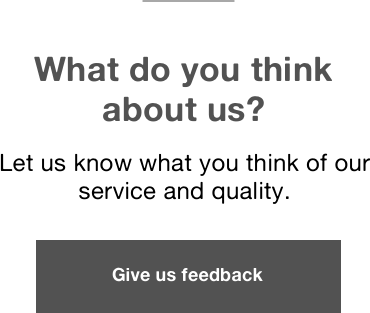 What do you think
about us?
Let us know what you think of our
service and quality.
Give us feedback